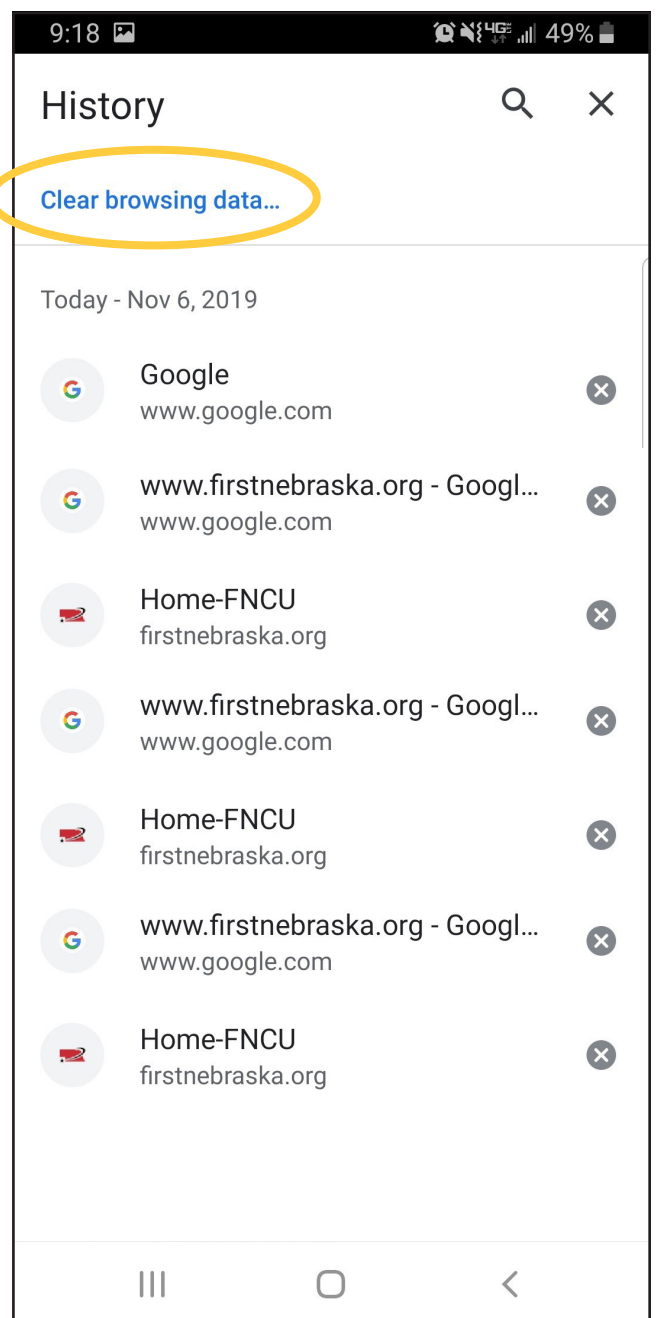 9:18 4GE 49%
History
Clear browsing data...
Today - Nov 6, 2019
Google
www.google.com
www.firstnebraska.org - Googl...
www.google.com
Home-FNCU
firstnebraska.org
www.firstnebraska.org - Googl...
www.google.com
Home-FNCU
firstnebraska.org
www.firstnebraska.org - Googl...
www.google.com
Home-FNCU
firstnebraska.org